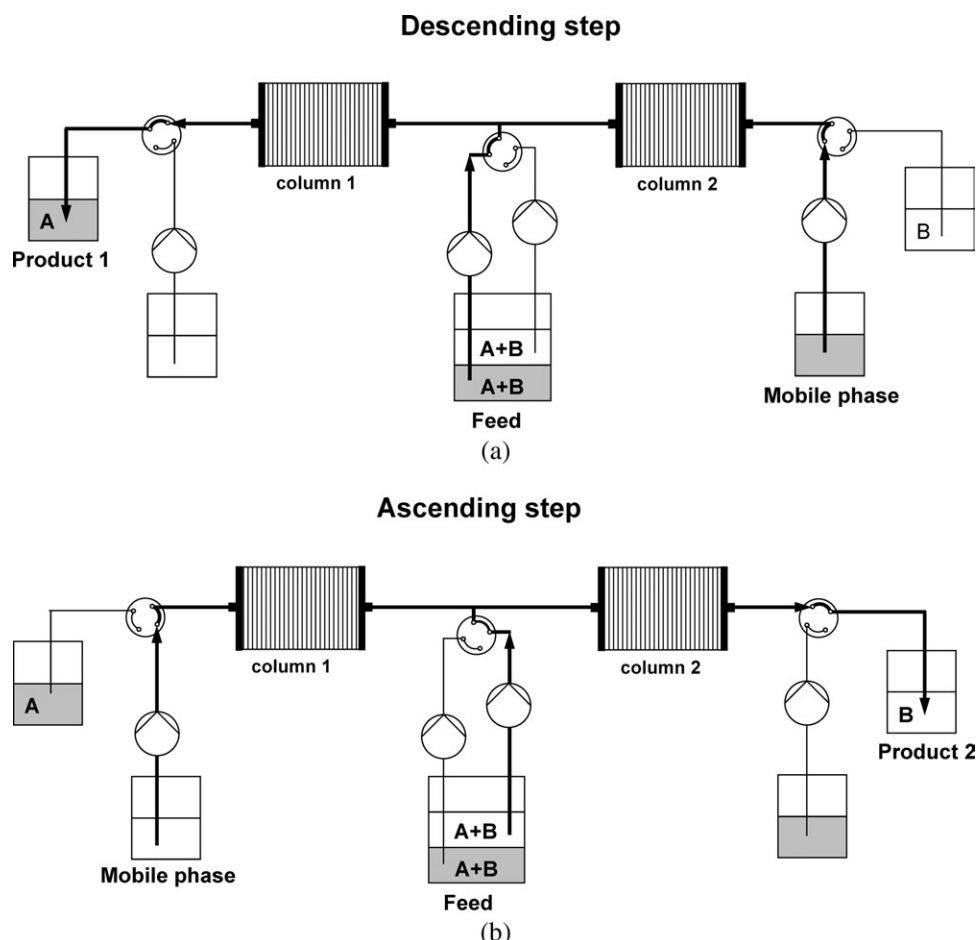 Descending step
column 1
column 2
A
B
Product 1
A+B
A+B
Mobile phase
Feed
(a)
Ascending step
column 1
column 2
A
B
Product 2
A+B
Mobile phase
A+B
Feed
(b)